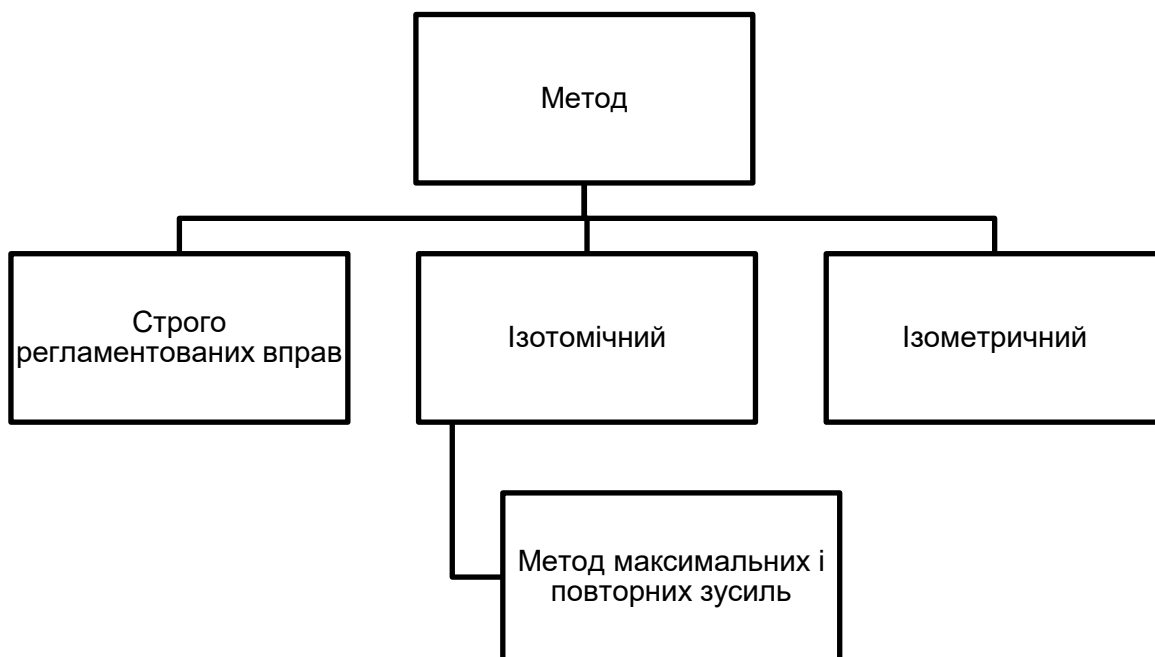 Метод
Строго
регламентованих вправ
Ізотомічний
Ізометричний
Метод максимальних і
повторних зусиль